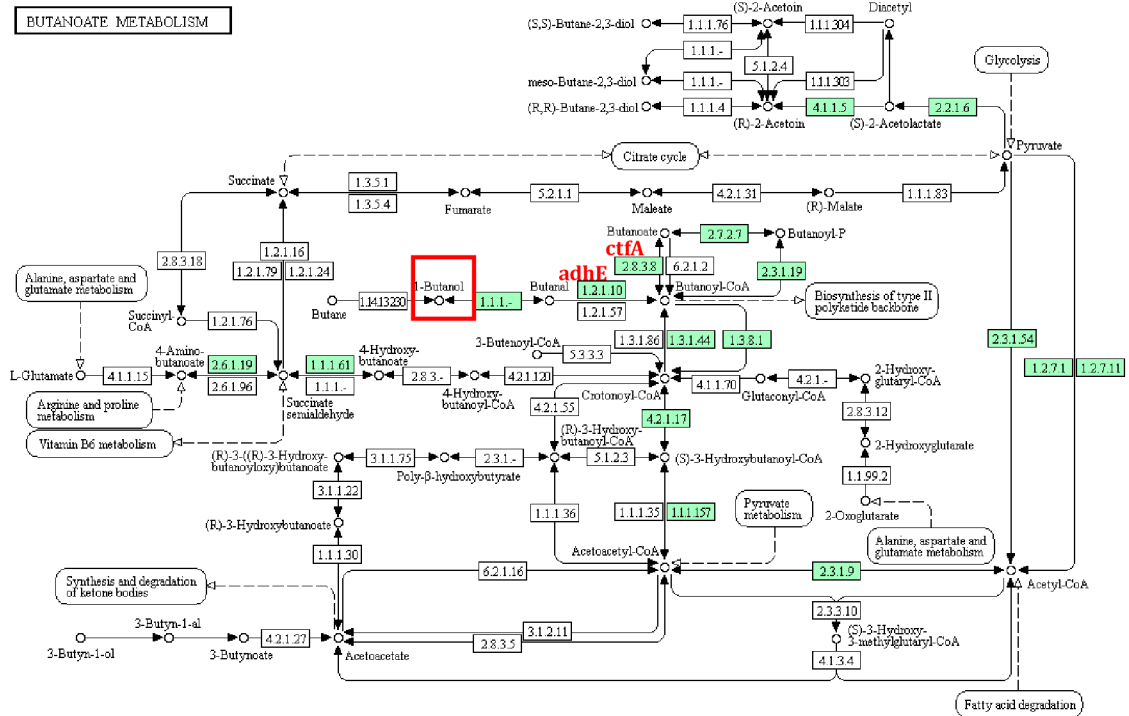 BUTANOATE METABOLISM
(S)-2-Acetoin
Diacetyl
(S,S)-Butane-2,3-diol
1.1.1.76
1.1.1.304
1.1.1.-
5.1.2.4
Glycolysis
meso-Butane-2,3-diol
1.1.1.-
1.1.1.303
(R,R)-Butane-2,3-diol
1.1.1.4
4.1.1.5
2.2.1.6
(R)-2-Acetoin
(S)-2-Acetolactate
Citrate cycle
Pyruvate
Succinate
1.3.5.1
1.3.5.4
5.2.1.1
4.2.1.31
1.1.1.83
Fumarate
Maleate
(R)-Malate
Butanoate
2.7.2.7
Butanoyl-P
ctfA
2.8.3.8
6.2.1.2
2.3.1.19
adhE
1.2.1.16
1.2.1.79
1.2.1.24
2.8.3.18
Alanine, aspartate and
glutamate metabolism
1-Butanol
Butanal
1.2.1.10
Butanoyl-CoA
1.14.13.230
1.1.1.-
1.2.1.57
Butane
Biosynthesis of type II
polyketide backbone
Succinyl-
CoA
1.2.1.76
3-Butenoyl-CoA
5.3.3.3
1.3.1.86
1.3.1.44
1.3.8.1
2.3.1.54
1.2.7.1
1.2.7.11
4-Amino-
butanoate
2.6.1.19
2.6.1.96
1.1.1.61
1.1.1.-
4-Hydroxy-
butanoate
L-Glutamate
4.1.1.15
2.8.3.-
4.2.1.120
4.1.1.70
4.2.1.-
2-Hydroxy-
glutaryl-CoA
Succinate
semialdehyde
4-Hydroxy-
butanoyl-CoA
Crotonoyl-CoA
Glutaconyl-CoA
Arginine and proline
metabolism
Vitamin B6 metabolism
4.2.1.55
4.2.1.17
2.8.3.12
(R)-3-Hydroxy-
butanoyl-CoA
2-Hydroxyglutarate
(R)-3-((R)-3-Hydroxy-
butanoyloxy)butanoate
3.1.1.75
2.3.1.-
5.1.2.3
(S)-3-Hydroxybutanoyl-CoA
Poly-β-hydroxybutyrate
1.1.99.2
3.1.1.22
1.1.1.36
1.1.1.35
1.1.1.157
Pyruvate
metabolism
2-Oxoglutarate
(R)-3-Hydroxybutanoate
1.1.1.30
Acetoacetyl-CoA
Alanine, aspartate and
glutamate metabolism
Synthesis and degradation
of ketone bodies
6.2.1.16
2.3.1.9
Acetyl-CoA
2.3.3.10
3-Butyn-1-al
3.1.2.11
2.8.3.5
(S)-3-Hydroxy-
3-methylglutaryl-CoA
3-Butyn-1-ol
3-Butynoate
4.2.1.27
Acetoacetate
4.1.3.4
Fatty acid degradation